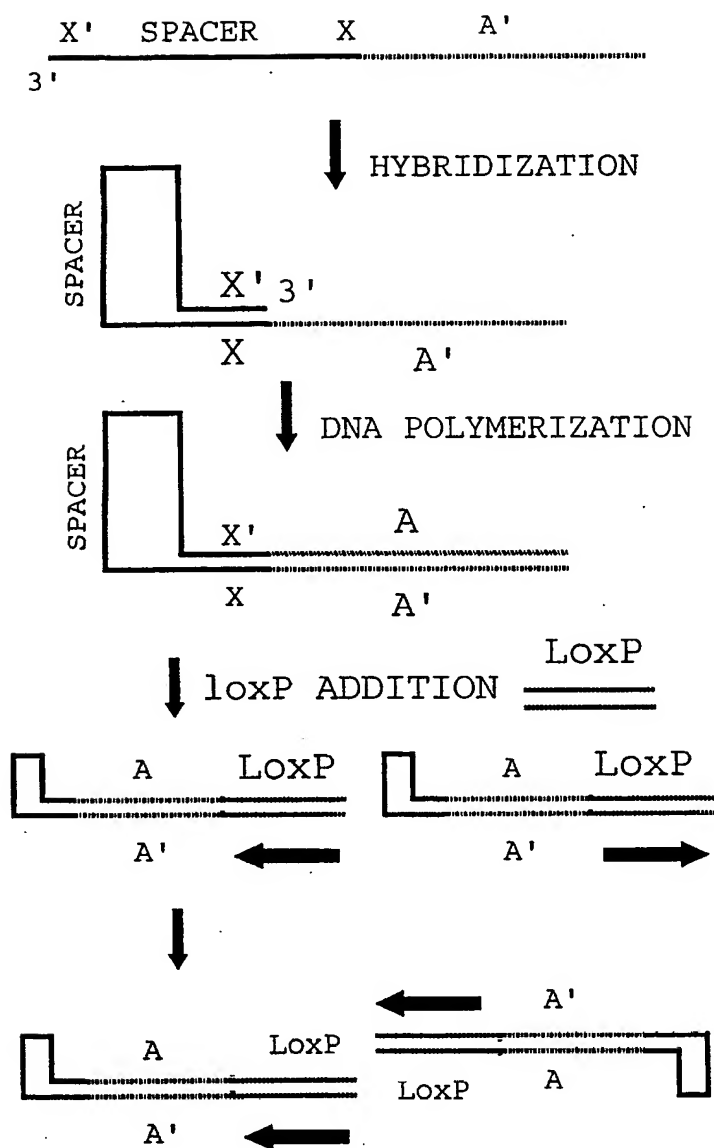 X' SPACER X A'
3'
HYBRIDIZATION
SPACER
X' 3'
X A'
DNA POLYMERIZATION
SPACER
X' A
X A'
LoxP
loxP ADDITION
A LoxP A LoxP
A' A'
A'
A LoxP
LoxP A
A'